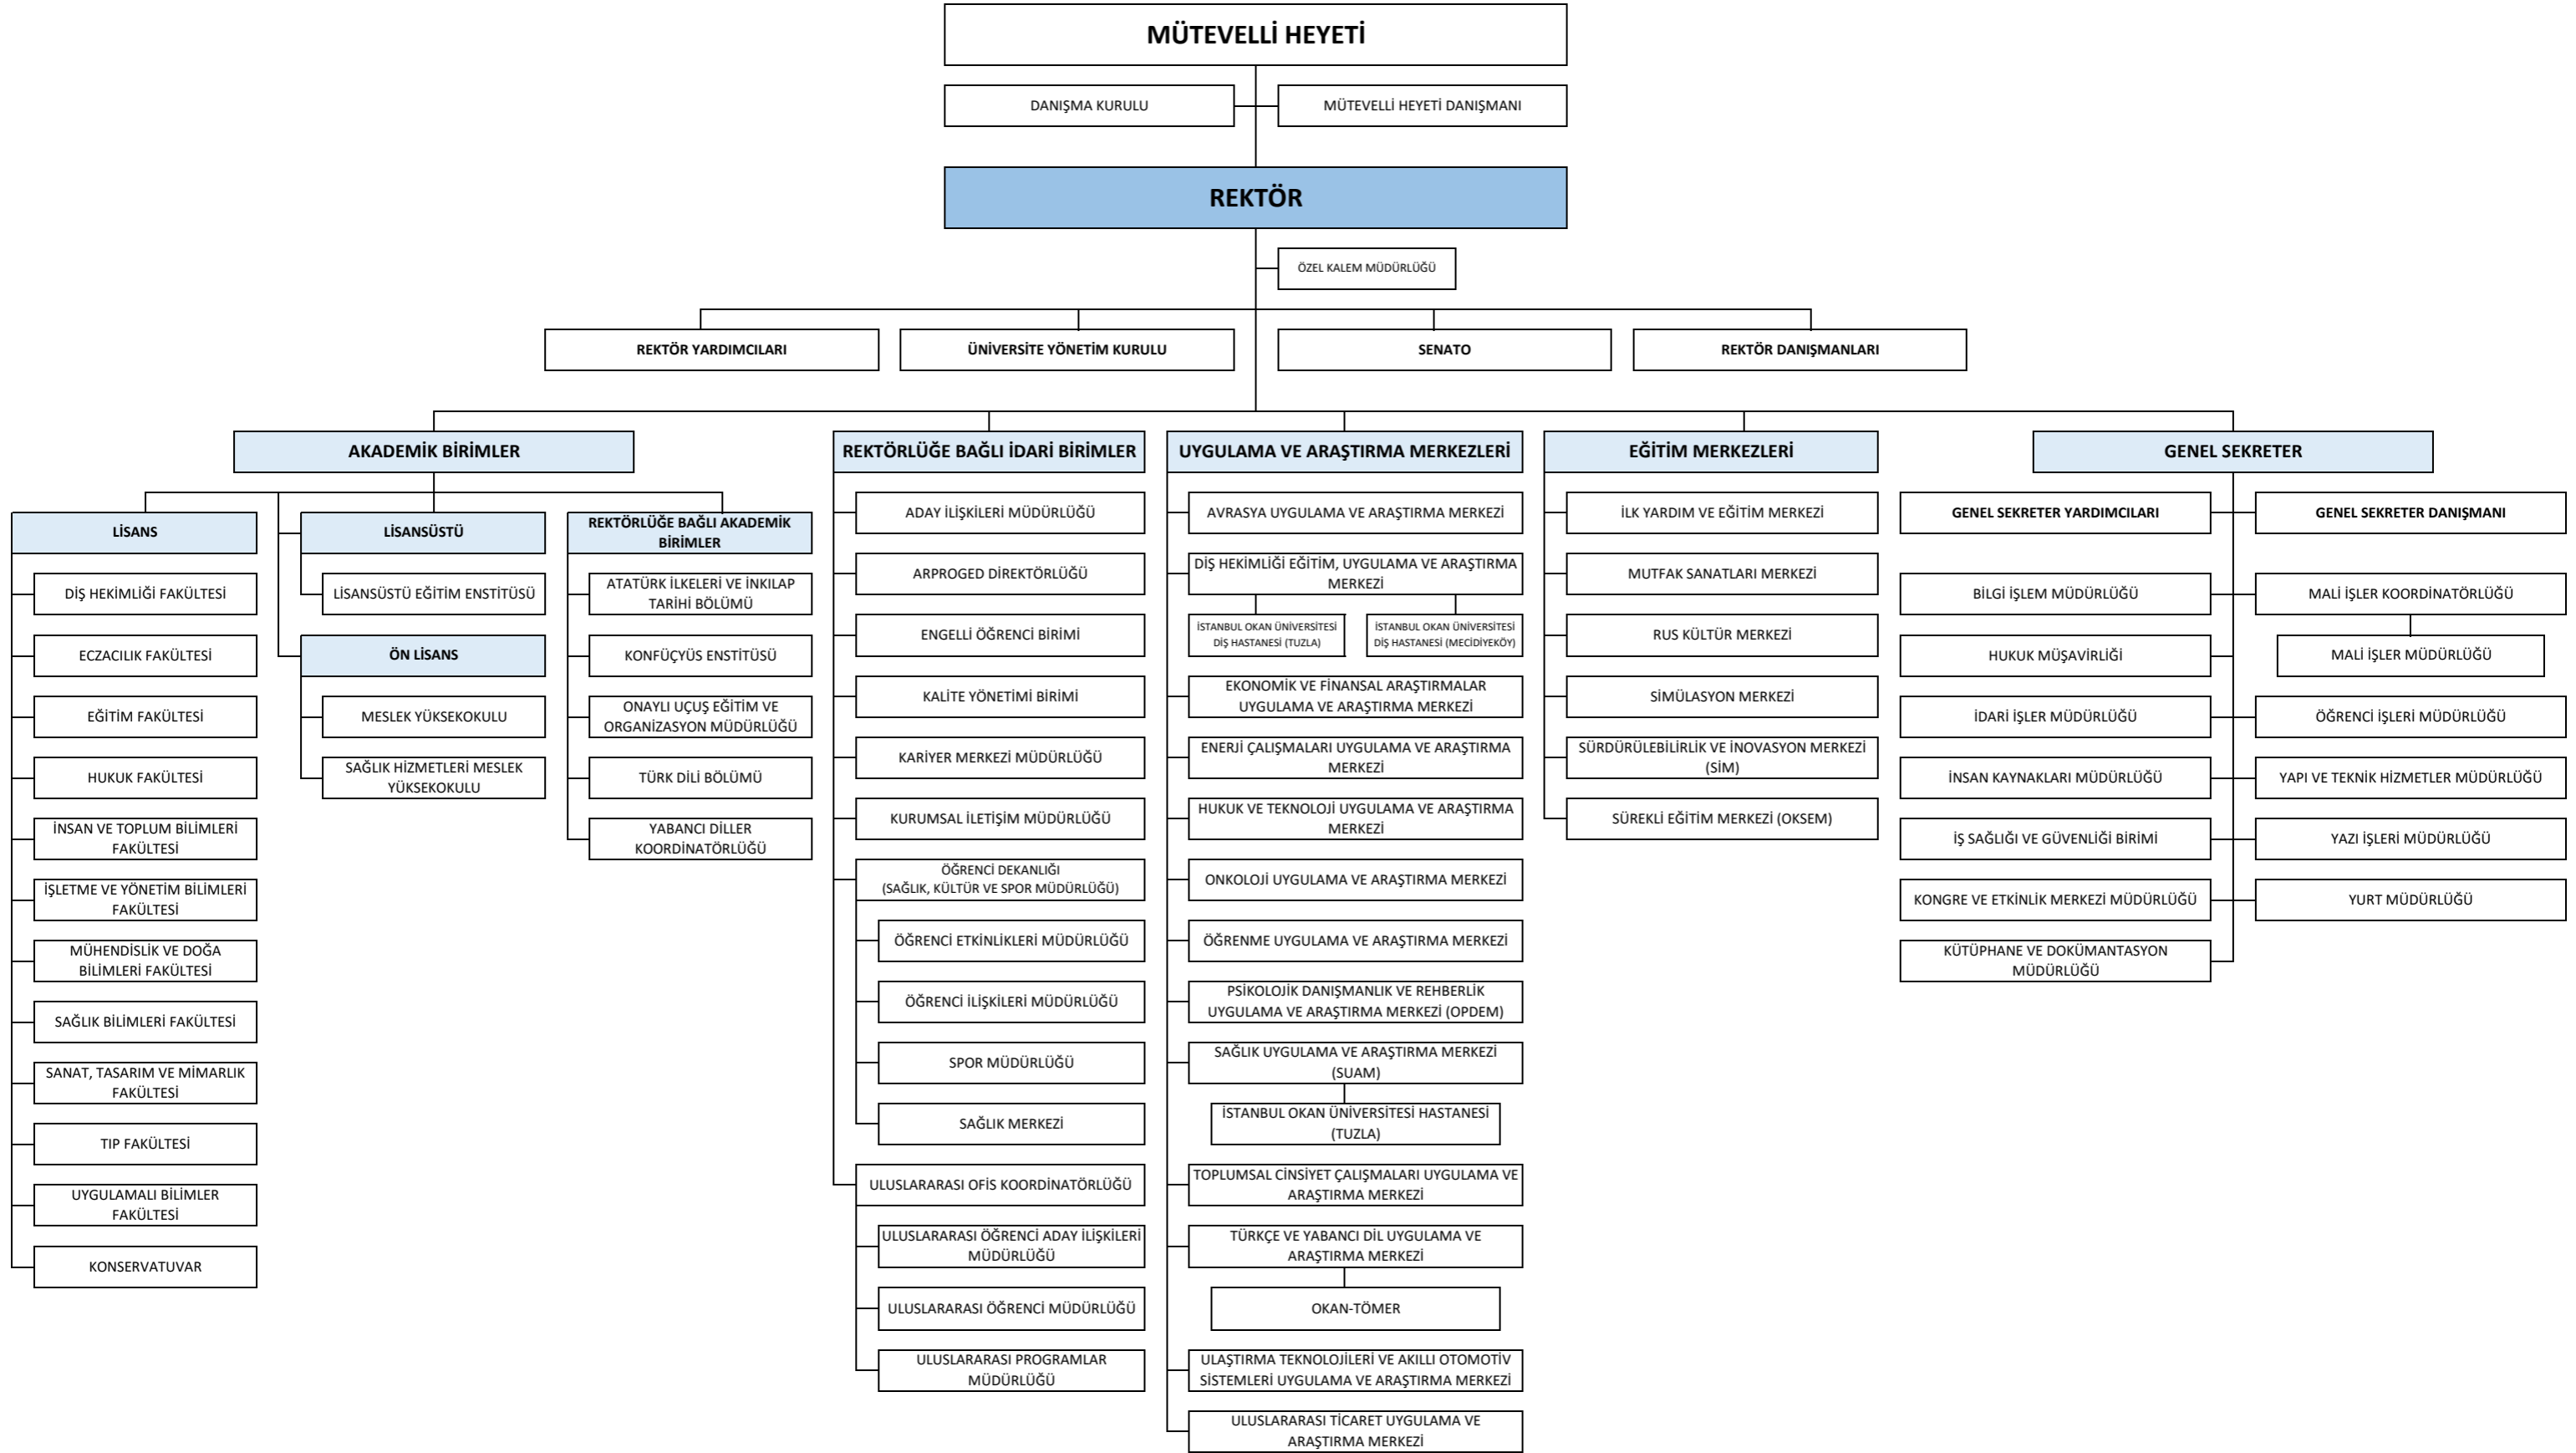 MÜTEVELLİ HEYETİ
DANIŞMA KURULU
MÜTEVELLİ HEYETİ DANIŞMANI
REKTÖR
ÖZEL KALEM MÜDÜRLÜĞÜ
REKTÖR YARDIMCILARI
ÜNİVERSİTE YÖNETİM KURULU
SENATO
REKTÖR DANIŞMANLARI
AKADEMİK BİRİMLER
LİSANS
DİŞ HEKİMLİĞİ FAKÜLTESİ
ECZACILIK FAKÜLTESİ
EĞİTİM FAKÜLTESİ
HUKUK FAKÜLTESİ
İNSAN VE TOPLUM BİLİMLERİ
FAKÜLTESİ
İŞLETME VE YÖNETİM BİLİMLERİ
FAKÜLTESİ
MÜHENDİSLİK VE DOĞA
BİLİMLERİ FAKÜLTESİ
SAĞLIK BİLİMLERİ FAKÜLTESİ
SANAT, TASARIM VE MİMARLIK
FAKÜLTESİ
TIP FAKÜLTESİ
UYGULAMALI BİLİMLER
FAKÜLTESİ
KONSERVATUVAR
LİSANSÜSTÜ
LİSANSÜSTÜ EĞİTİM ENSTİTÜSÜ
ÖN LİSANS
MESLEK YÜKSEKOKULU
SAĞLIK HİZMETLERİ MESLEK
YÜKSEKOKULU
REKTÖRLÜĞE BAĞLI AKADEMİK
BİRİMLER
ATATÜRK İLKELERİ VE İNKILAP
TARİHİ BÖLÜMÜ
KONFÜÇYÜS ENSTİTÜSÜ
ONAYLI UÇUŞ EĞİTİM VE
ORGANİZASYON MÜDÜRLÜĞÜ
TÜRK DİLİ BÖLÜMÜ
YABANCI DİLLER
KOORDİNATÖRLÜĞÜ
REKTÖRLÜĞE BAĞLI İDARİ BİRİMLER
ADAY İLİŞKİLERİ MÜDÜRLÜĞÜ
ARPROGED DİREKTÖRLÜĞÜ
ENGELLİ ÖĞRENCİ BİRİMİ
KALİTE YÖNETİMİ BİRİMİ
KARİYER MERKEZİ MÜDÜRLÜĞÜ
KURUMSAL İLETİŞİM MÜDÜRLÜĞÜ
ÖĞRENCİ DEKANLIĞI
(SAĞLIK, KÜLTÜR VE SPOR MÜDÜRLÜĞÜ)
ÖĞRENCİ ETKİNLİKLERİ MÜDÜRLÜĞÜ
ÖĞRENCİ İLİŞKİLERİ MÜDÜRLÜĞÜ
SPOR MÜDÜRLÜĞÜ
SAĞLIK MERKEZİ
ULUSLARARASI OFİS KOORDİNATÖRLÜĞÜ
ULUSLARARASI ÖĞRENCİ ADAY İLİŞKİLERİ
MÜDÜRLÜĞÜ
ULUSLARARASI ÖĞRENCİ MÜDÜRLÜĞÜ
ULUSLARARASI PROGRAMLAR
MÜDÜRLÜĞÜ
UYGULAMA VE ARAŞTIRMA MERKEZLERİ
AVRASYA UYGULAMA VE ARAŞTIRMA MERKEZİ
DİŞ HEKİMLİĞİ EĞİTİM, UYGULAMA VE ARAŞTIRMA
MERKEZİ
İSTANBUL OKAN ÜNİVERSİTESİ
DİŞ HASTANESİ (TUZLA)
İSTANBUL OKAN ÜNİVERSİTESİ
DİŞ HASTANESİ (MECİDİYEKÖY)
EKONOMİK VE FİNANSAL ARAŞTIRMALAR
UYGULAMA VE ARAŞTIRMA MERKEZİ
ENERJİ ÇALIŞMALARI UYGULAMA VE ARAŞTIRMA
MERKEZİ
HUKUK VE TEKNOLOJİ UYGULAMA VE ARAŞTIRMA
MERKEZİ
ONKOLOJİ UYGULAMA VE ARAŞTIRMA MERKEZİ
ÖĞRENME UYGULAMA VE ARAŞTIRMA MERKEZİ
PSİKOLOJİK DANIŞMANLIK VE REHBERLİK
UYGULAMA VE ARAŞTIRMA MERKEZİ (OPDEM)
SAĞLIK UYGULAMA VE ARAŞTIRMA MERKEZİ
(SUAM)
İSTANBUL OKAN ÜNİVERSİTESİ HASTANESİ
(TUZLA)
TOPLUMSAL CİNSİYET ÇALIŞMALARI UYGULAMA VE
ARAŞTIRMA MERKEZİ
TÜRKÇE VE YABANCI DİL UYGULAMA VE
ARAŞTIRMA MERKEZİ
OKAN-TÖMER
ULAŞTIRMA TEKNOLOJİLERİ VE AKILLI OTOMOTİV
SİSTEMLERİ UYGULAMA VE ARAŞTIRMA MERKEZİ
ULUSLARARASI TİCARET UYGULAMA VE
ARAŞTIRMA MERKEZİ
EĞİTİM MERKEZLERİ
İLK YARDIM VE EĞİTİM MERKEZİ
MUTFAK SANATLARI MERKEZİ
RUS KÜLTÜR MERKEZİ
SİMÜLASYON MERKEZİ
SÜRDÜRÜLEBİLİRLİK VE İNOVASYON MERKEZİ
(SİM)
SÜREKLİ EĞİTİM MERKEZİ (OKSEM)
GENEL SEKRETER
GENEL SEKRETER YARDIMCILARI
GENEL SEKRETER DANIŞMANI
BİLGİ İŞLEM MÜDÜRLÜĞÜ
MALİ İŞLER KOORDİNATÖRLÜĞÜ
HUKUK MÜŞAVİRLİĞİ
MALİ İŞLER MÜDÜRLÜĞÜ
İDARİ İŞLER MÜDÜRLÜĞÜ
ÖĞRENCİ İŞLERİ MÜDÜRLÜĞÜ
İNSAN KAYNAKLARI MÜDÜRLÜĞÜ
YAPI VE TEKNİK HİZMETLER MÜDÜRLÜĞÜ
İŞ SAĞLIĞI VE GÜVENLİĞİ BİRİMİ
YAZI İŞLERİ MÜDÜRLÜĞÜ
KONGRE VE ETKİNLİK MERKEZİ MÜDÜRLÜĞÜ
YURT MÜDÜRLÜĞÜ
KÜTÜPHANE VE DOKÜMANTASYON
MÜDÜRLÜĞÜ